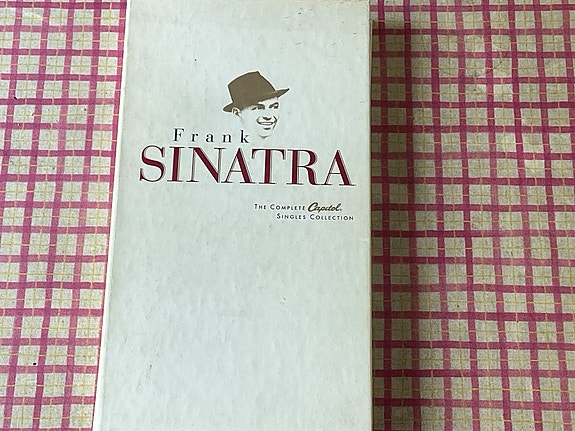 Frank
SINATRA
THE COMPLETE Capitol
SINGLES COLLECTION